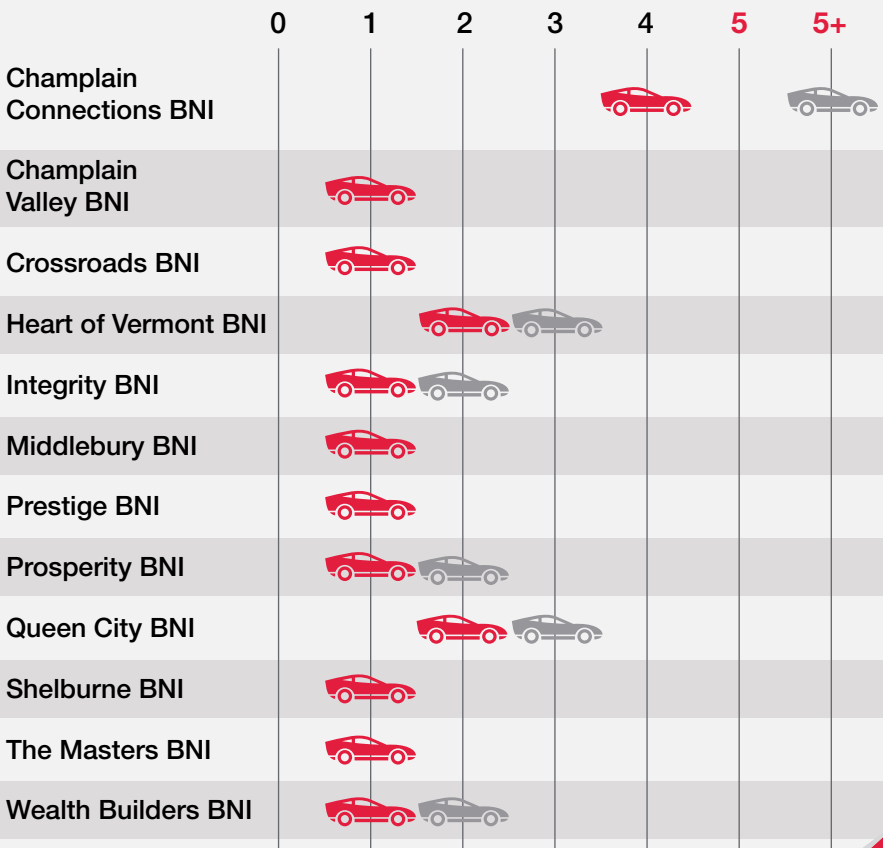 0 1 2 3 4 5 5+
Champlain
Connections BNI
Champlain
Valley BNI
Crossroads BNI
Heart of Vermont BNI
Integrity BNI
Middlebury BNI
Prestige BNI
Prosperity BNI
Queen City BNI
Shelburne BNI
The Masters BNI
Wealth Builders BNI